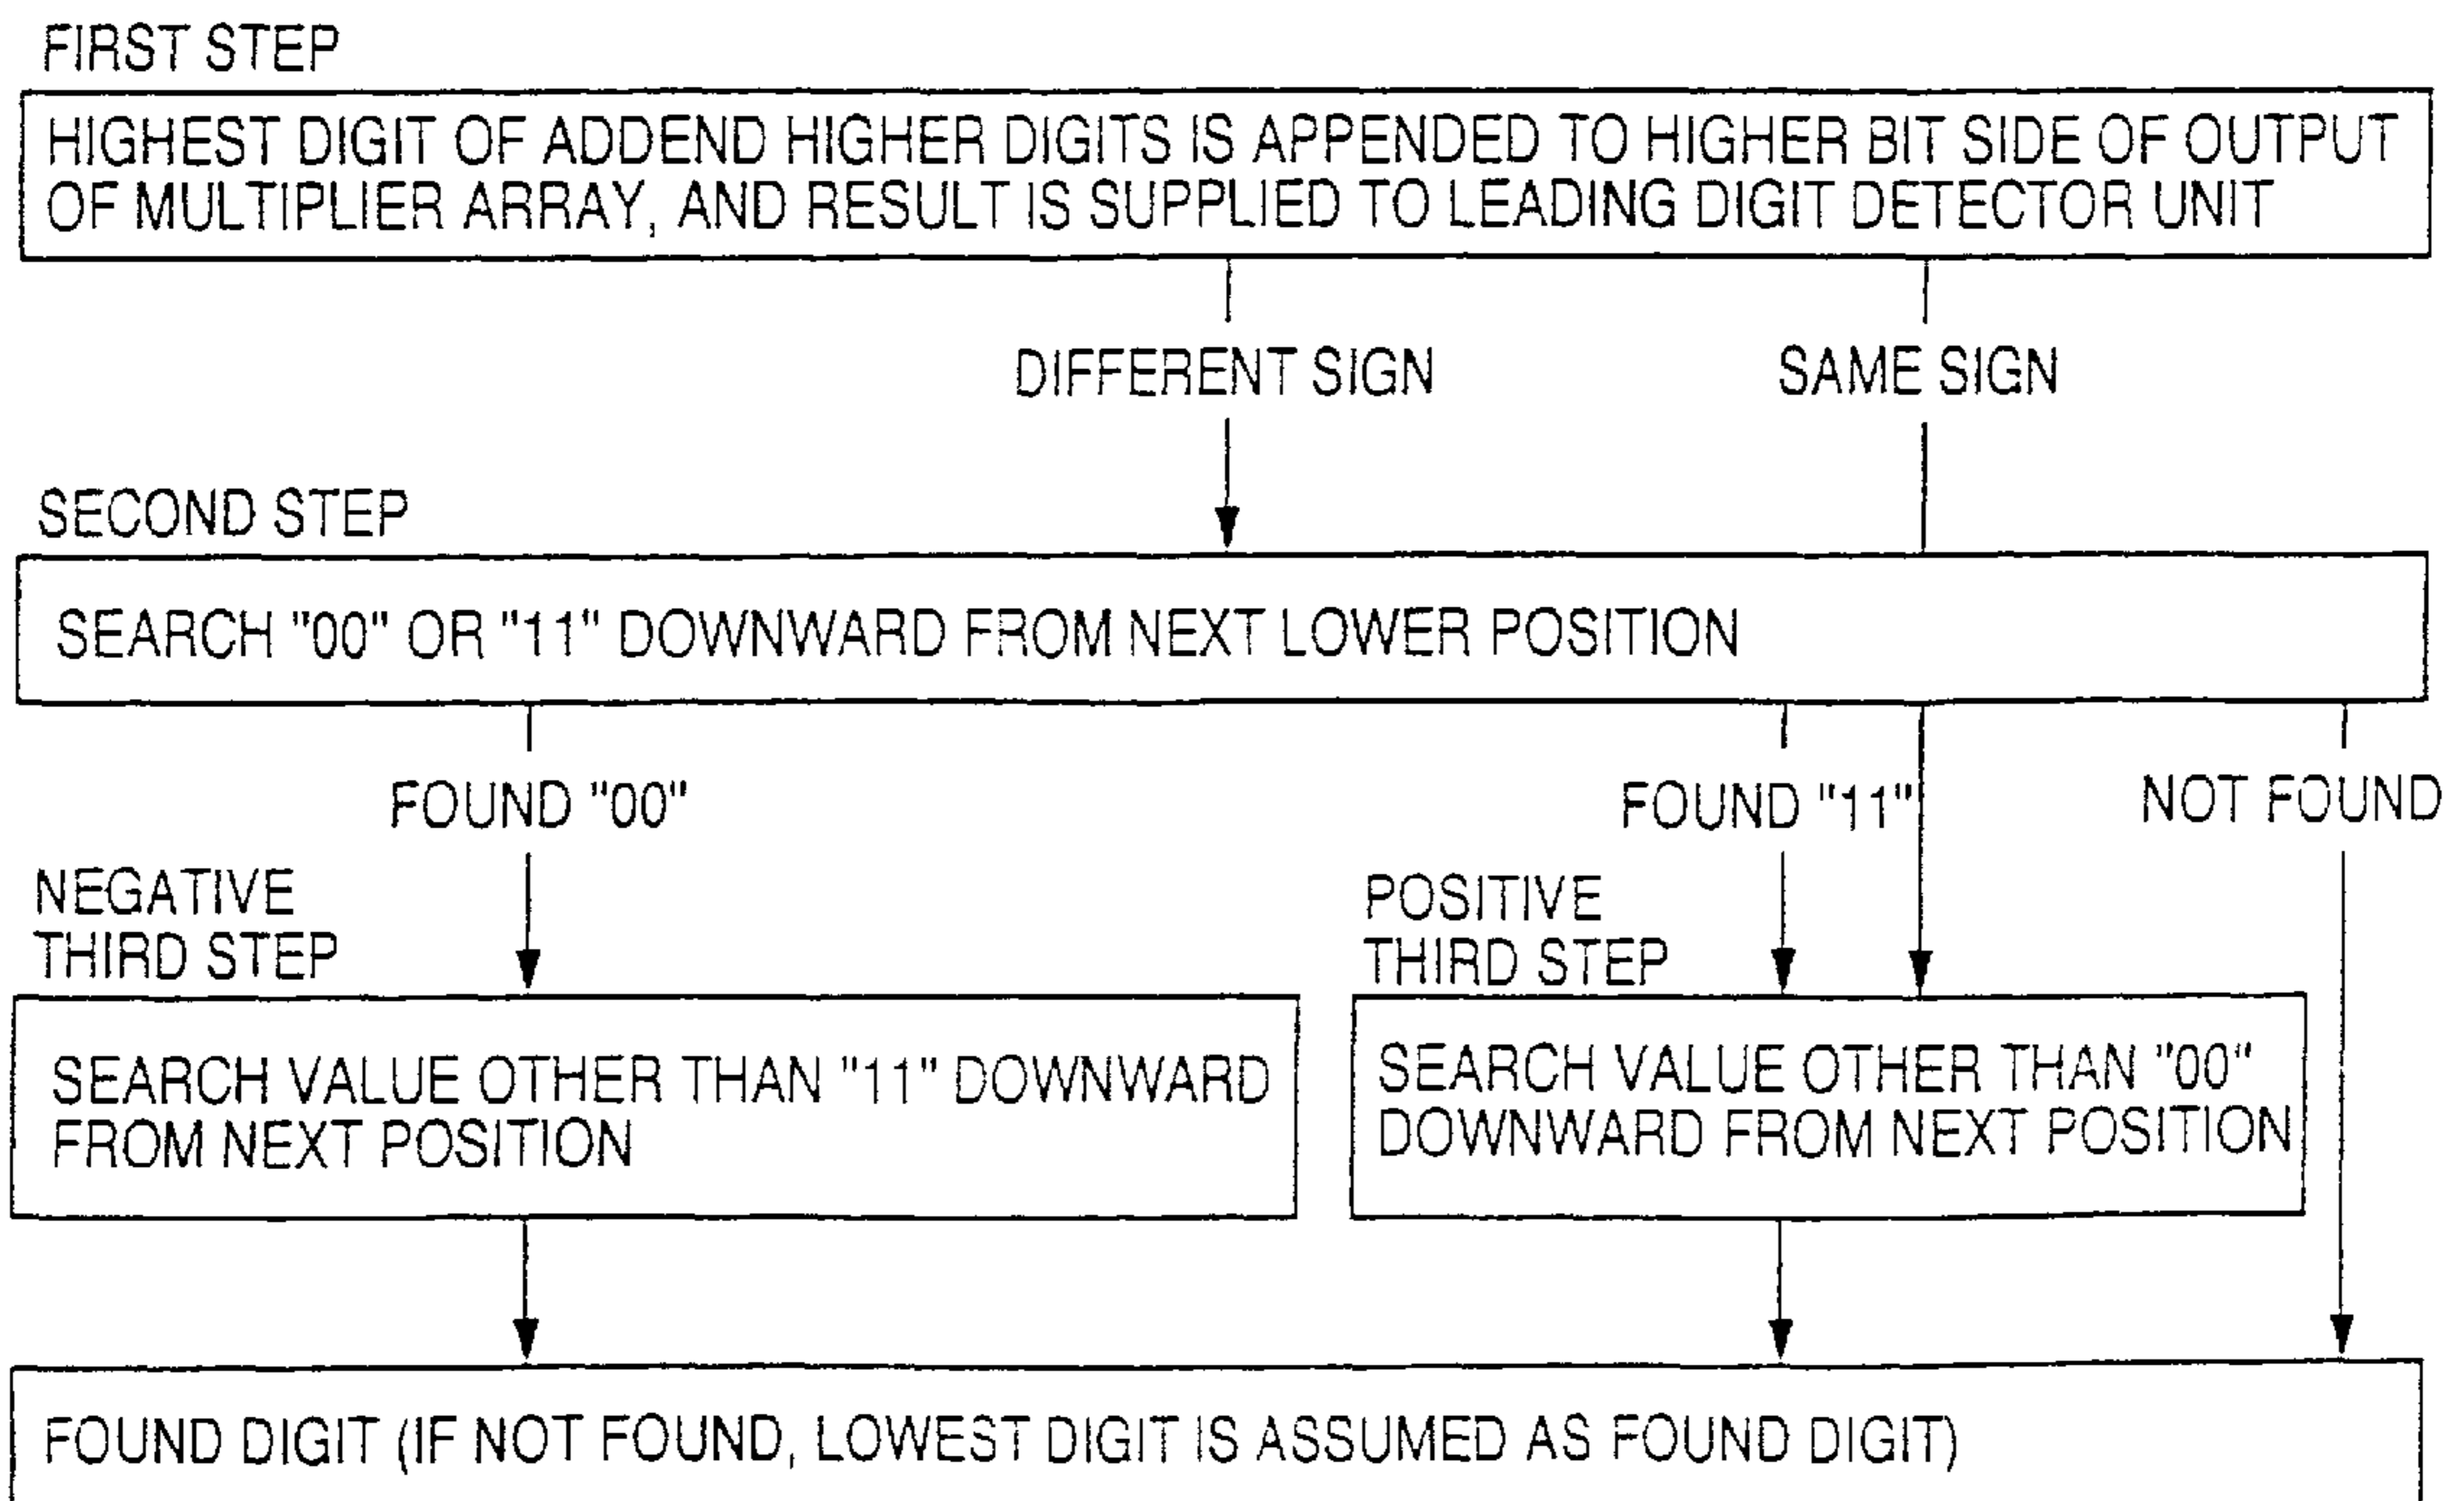 FIRST STEP
HIGHEST DIGIT OF ADDEND HIGHER DIGITS IS APPENDED TO HIGHER BIT SIDE OF OUTPUT
OF MULTIPLIER ARRAY, AND RESULT IS SUPPLIED TO LEADING DIGIT DETECTOR UNIT
DIFFERENT SIGN
SAME SIGN
SECOND STEP
SEARCH "00" OR "11" DOWNWARD FROM NEXT LOWER POSITION
FOUND "00"
FOUND "11"
NOT FOUND
NEGATIVE
THIRD STEP
POSITIVE
THIRD STEP
SEARCH VALUE OTHER THAN "11" DOWNWARD
FROM NEXT POSITION
SEARCH VALUE OTHER THAN "00"
DOWNWARD FROM NEXT POSITION
FOUND DIGIT (IF NOT FOUND, LOWEST DIGIT IS ASSUMED AS FOUND DIGIT)